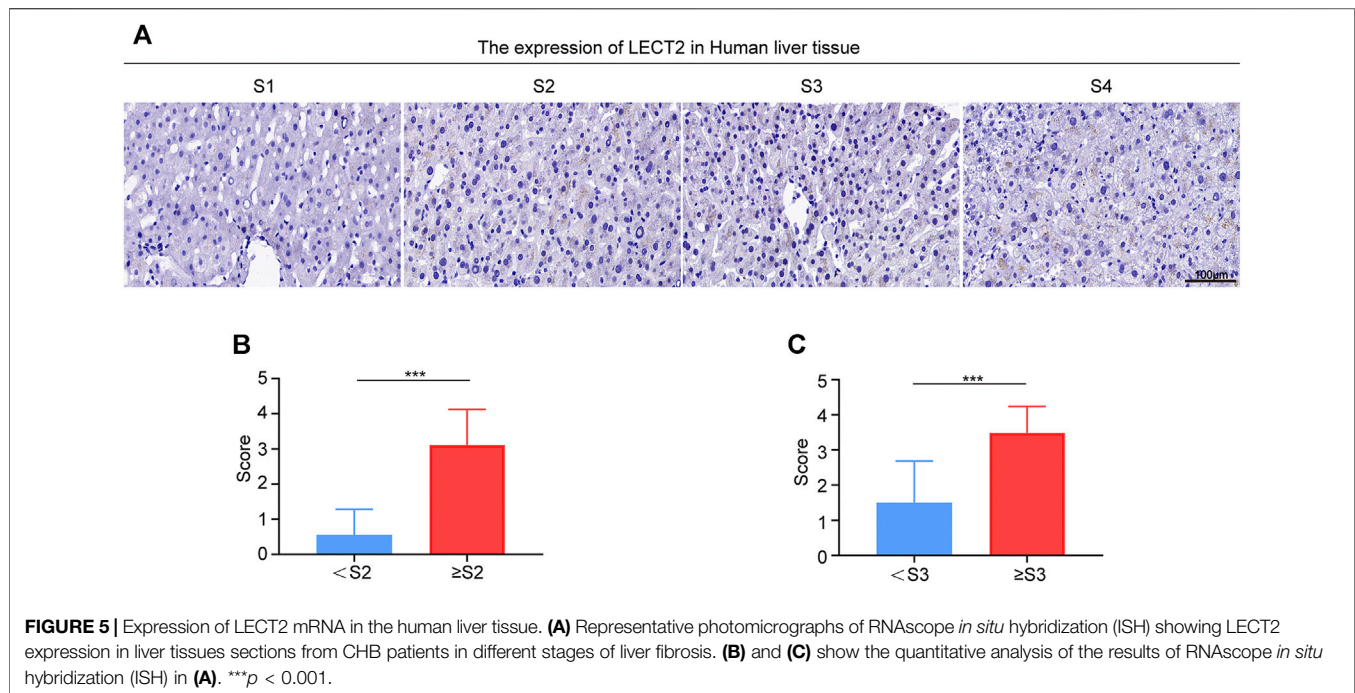 A
The expression of LECT2 in Human liver tissue
S1 S2 S3 S4
100μm
B
***
5
4
3
2
1
0
Score
<S2 ≥S2
C
***
5
4
3
2
1
0
Score
<S3 ≥S3
FIGURE 5 | Expression of LECT2 mRNA in the human liver tissue. (A) Representative photomicrographs of RNAscope in situ hybridization (ISH) showing LECT2
expression in liver tissues sections from CHB patients in different stages of liver fibrosis. (B) and (C) show the quantitative analysis of the results of RNAscope in situ
hybridization (ISH) in (A). ***p < 0.001.